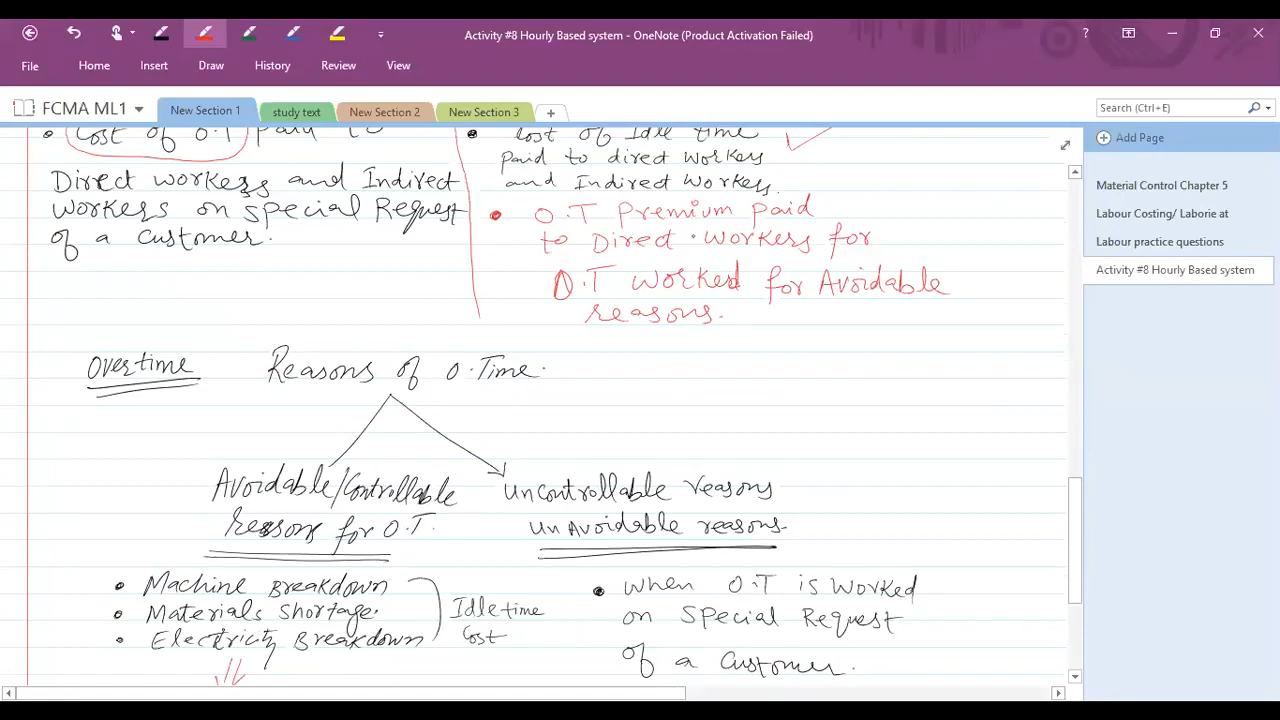 Activity #8 Hourly Based system - OneNote (Product Activation Failed)
File Home Insert Draw History Review View
FCMA ML1
New Section 1
study text
New Section 2
New Section 3
Search (Ctrl+E)
Add Page
Material Control Chapter 5
Labour Costing/ Laborie at
Labour practice questions
Activity #8 Hourly Based system
Cost of O.T Paid to
Direct workers and Indirect
workers on special Request
of a Customer.
Cost of Idle time
paid to direct workers
and Indirect workers.
O.T Premium Paid
to Direct workers for
O.T worked for Avoidable
reasons.
Overtime
Reasons of O.Time.
Avoidable/Controllable
reasons for O.T.
Uncontrollable reasons
UnAvoidable reasons.
Machine Breakdown
Materials Shortage
Electricity Breakdown
Idle time
Cost
when O.T is worked
on Special Request
of a Customer.